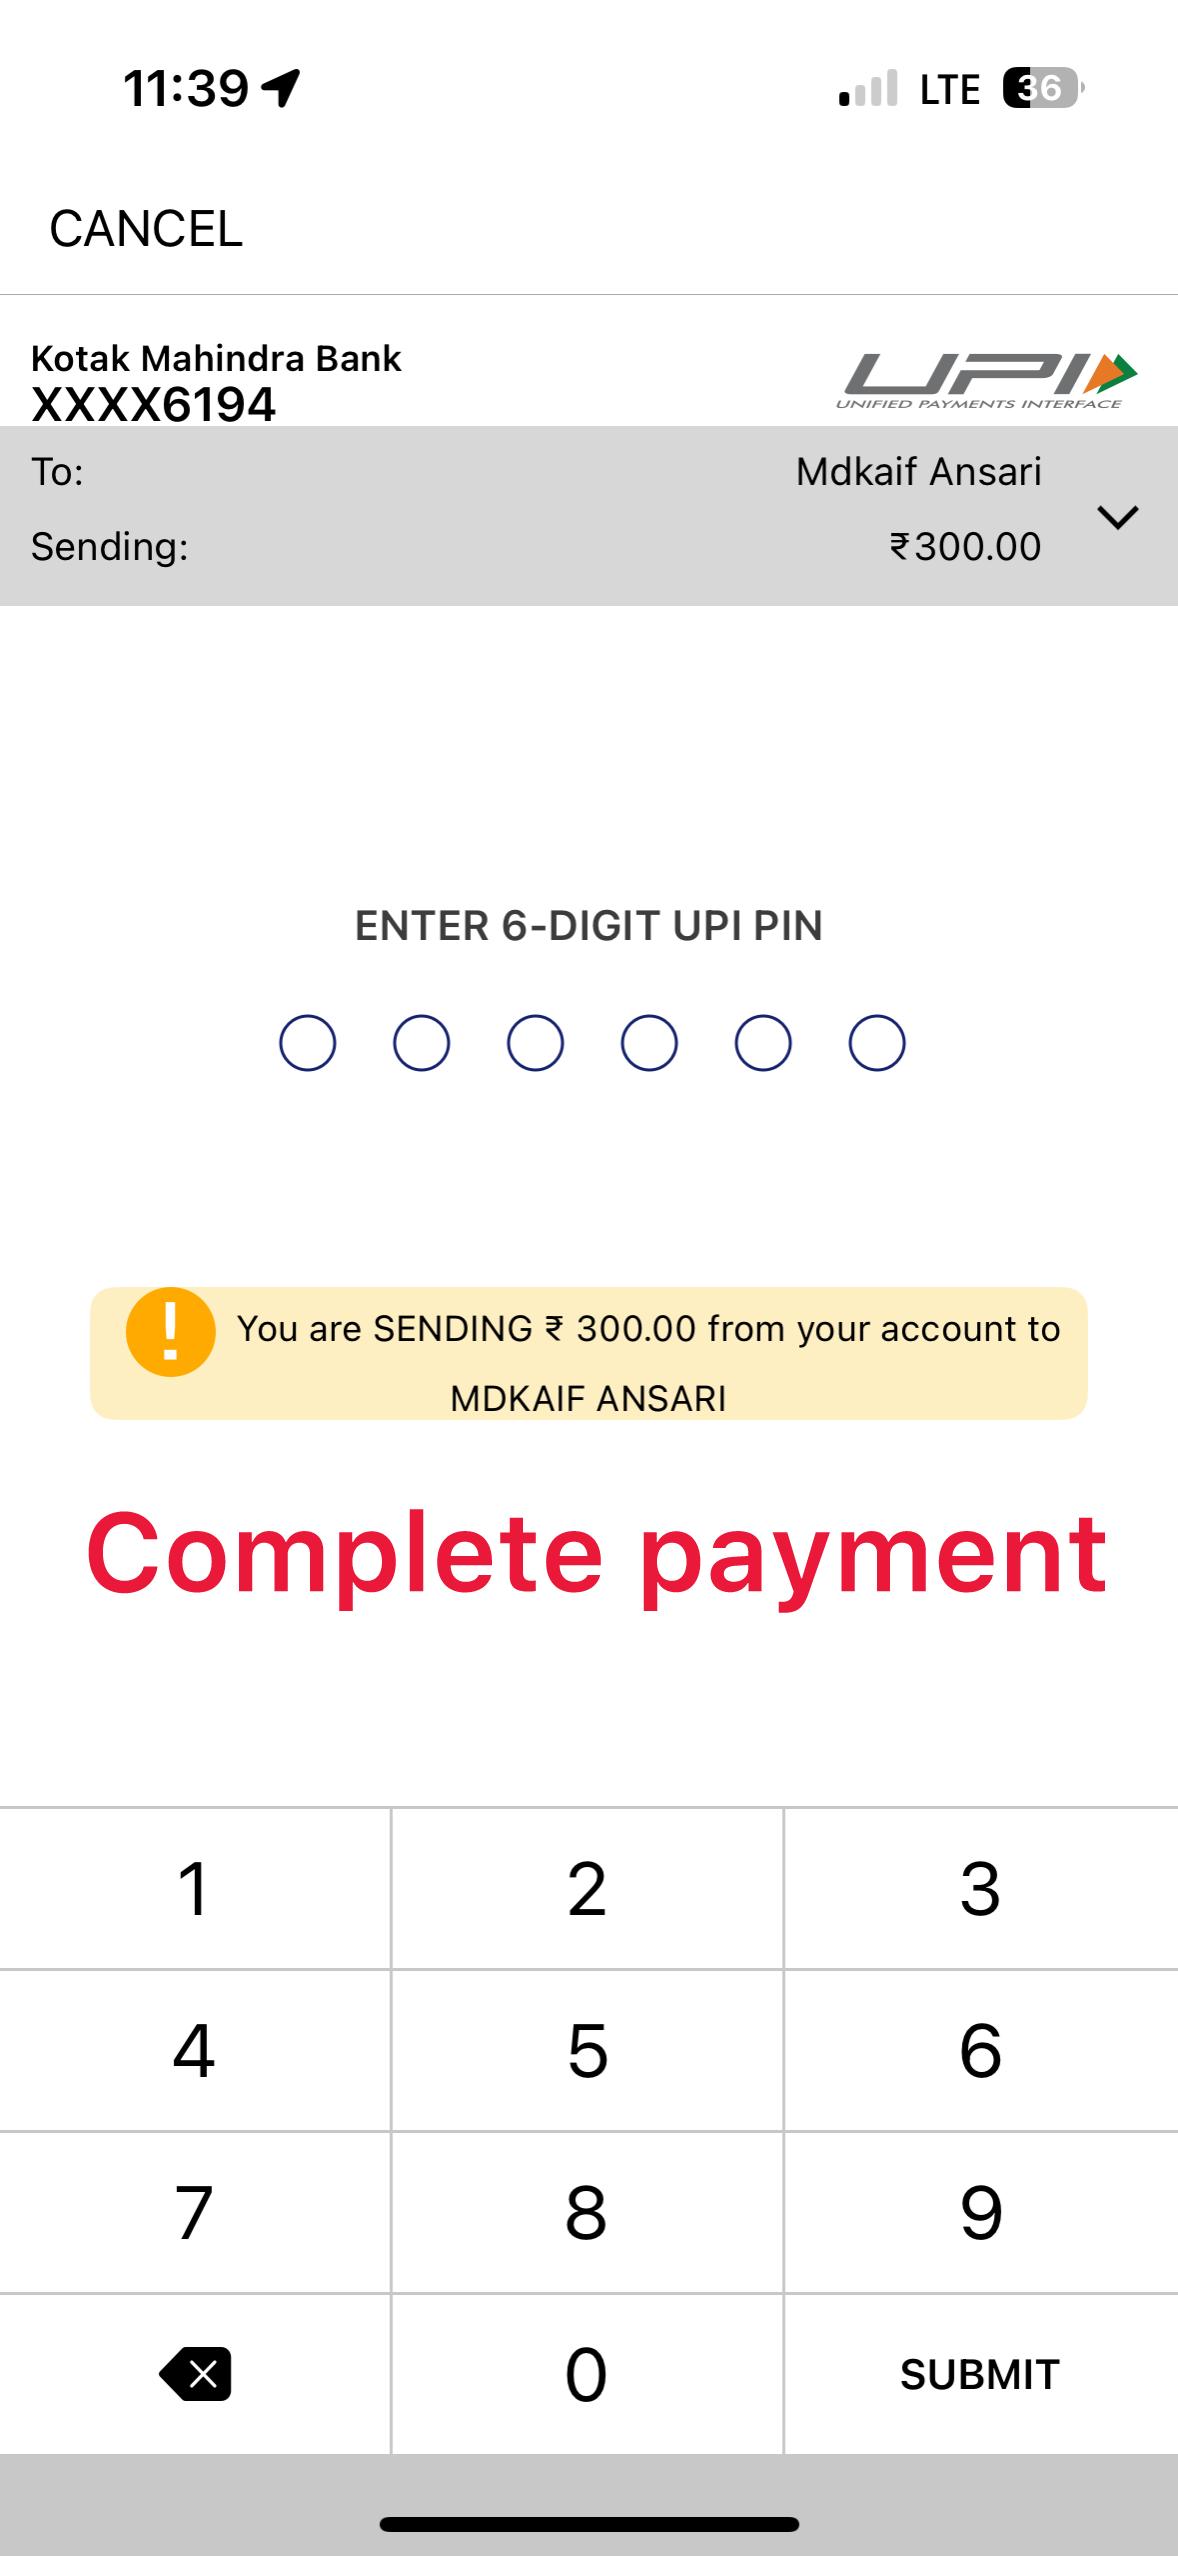 11:39 LTE 36
CANCEL
Kotak Mahindra Bank
XXXX6194
UPI
UNIFIED PAYMENTS INTERFACE
To: Mdkaif Ansari
Sending: ₹300.00
ENTER 6-DIGIT UPI PIN
! You are SENDING ₹ 300.00 from your account to
MDKAIF ANSARI
Complete payment
1 2 3
4 5 6
7 8 9
0 SUBMIT